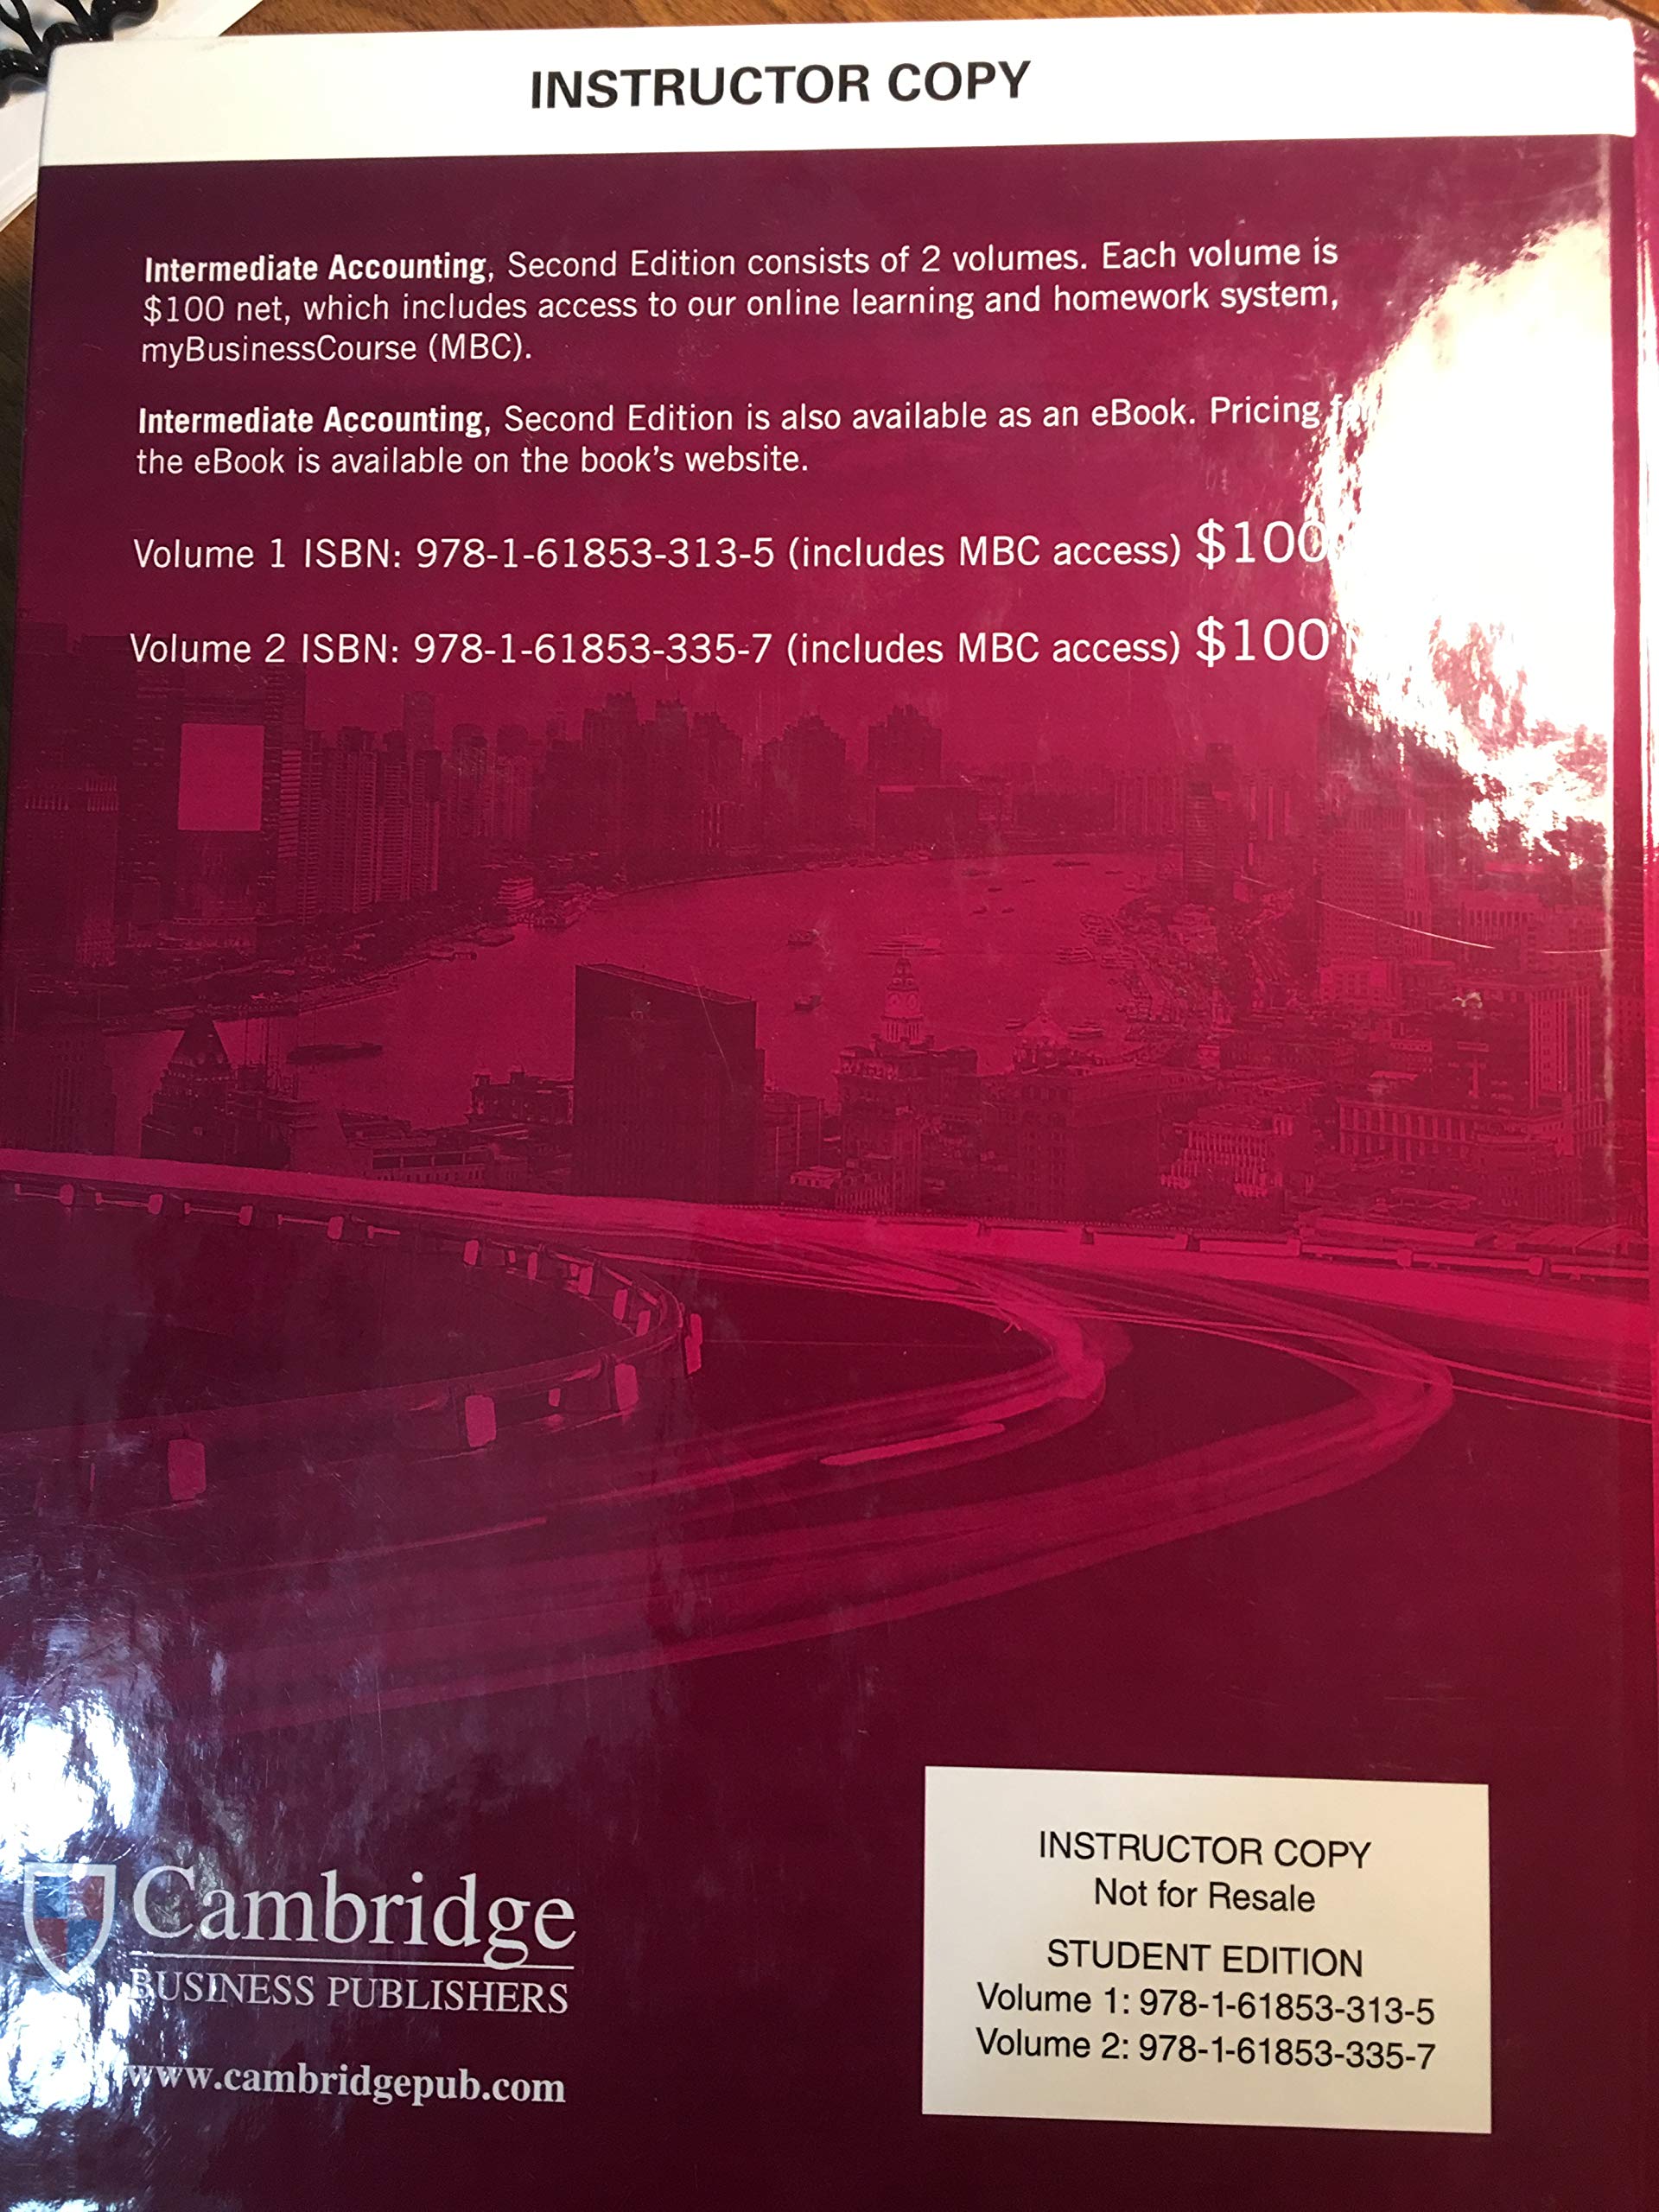 INSTRUCTOR COPY
Intermediate Accounting, Second Edition consists of 2 volumes. Each volume is
$100 net, which includes access to our online learning and homework system,
myBusinessCourse (MBC).
Intermediate Accounting, Second Edition is also available as an eBook. Pricing for
the eBook is available on the book's website.
Volume 1 ISBN: 978-1-61853-313-5 (includes MBC access) $100
Volume 2 ISBN: 978-1-61853-335-7 (includes MBC access) $100
Cambridge
BUSINESS PUBLISHERS
www.cambridgepub.com
INSTRUCTOR COPY
Not for Resale
STUDENT EDITION
Volume 1: 978-1-61853-313-5
Volume 2: 978-1-61853-335-7